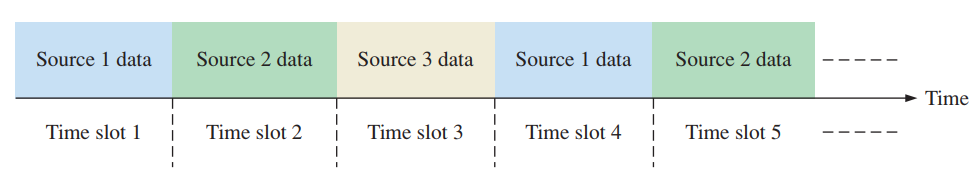 Source 1 data Source 2 data Source 3 data Source 1 data Source 2 data
Time
Time slot 1 Time slot 2 Time slot 3 Time slot 4 Time slot 5